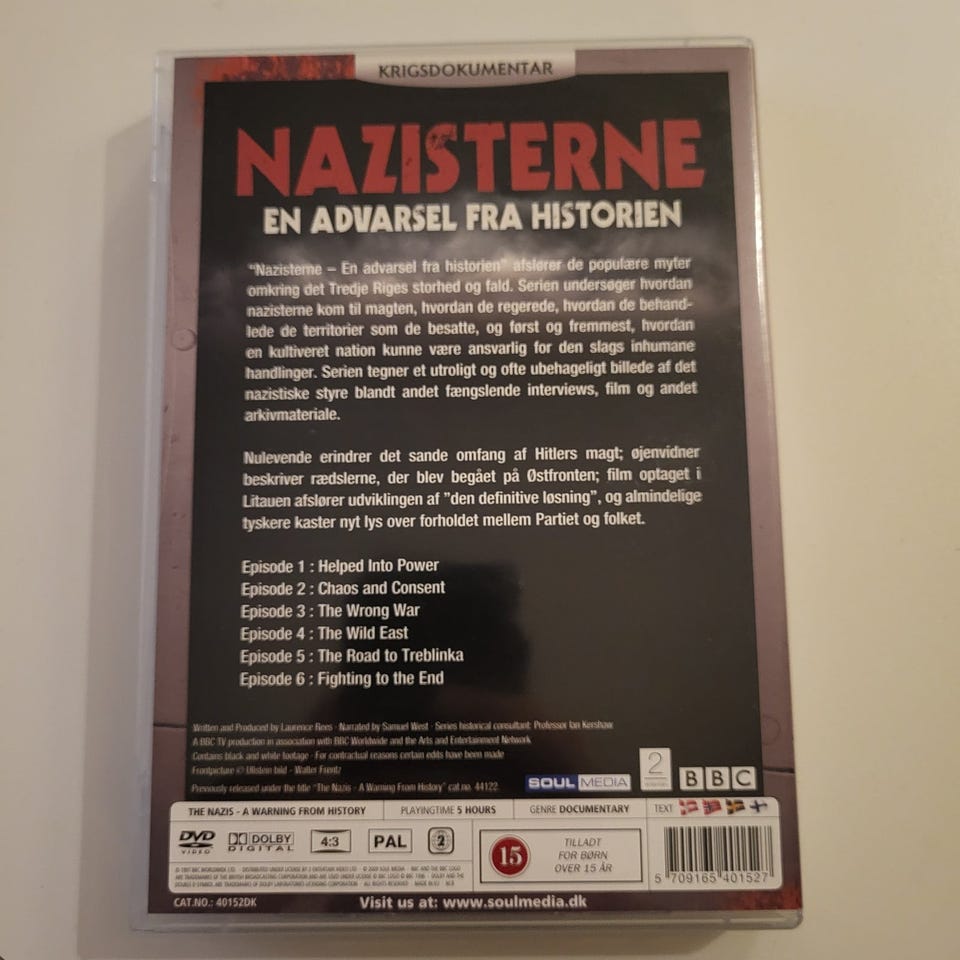 KRIGSDOKUMENTAR
NAZISTERNE
EN ADVARSEL FRA HISTORIEN
"Nazisterne – En advarsel fra historien" afslører de populære myter
omkring det Tredje Riges storhed og fald. Serien undersøger hvordan
nazisterne kom til magten, hvordan de regerede, hvordan de behand-
lede de territorier som de besatte, og først og fremmest, hvordan
en kultiveret nation kunne være ansvarlig for den slags inhumane
handlinger. Serien tegner et utroligt og ofte ubehageligt billede af det
nazistiske styre blandt andet fængslende interviews, film og andet
arkivmateriale.
Nulevende erindrer det sande omfang af Hitlers magt; øjenvidner
beskriver rædslerne, der blev begået på Østfronten; film optaget i
Litauen afslører udviklingen af "den definitive løsning", og almindelige
tyskere kaster nyt lys over forholdet mellem Partiet og folket.
Episode 1 : Helped Into Power
Episode 2 : Chaos and Consent
Episode 3 : The Wrong War
Episode 4 : The Wild East
Episode 5 : The Road to Treblinka
Episode 6 : Fighting to the End
Written and Produced by Laurence Rees - Narrated by Samuel West - Series historical consultant: Professor Ian Kershaw
A BBC TV production in association with BBC Worldwide and the Arts and Entertainment Network
Contains black and white footage - For contractual reasons certain edits have been made
Frontpicture © Ullstein bild - Walter Frentz
Previously released under the title "The Nazis - A Warning From History" cat.no. 44122
SOUL MEDIA
2
BBC
THE NAZIS - A WARNING FROM HISTORY
PLAYINGTIME 5 HOURS
GENRE DOCUMENTARY
TEXT
DVD VIDEO
DOLBY DIGITAL
4:3
PAL
2
15
TILLADT
FOR BØRN
OVER 15 ÅR
5 709165 401527
CAT.NO.: 40152DK
Visit us at: www.soulmedia.dk